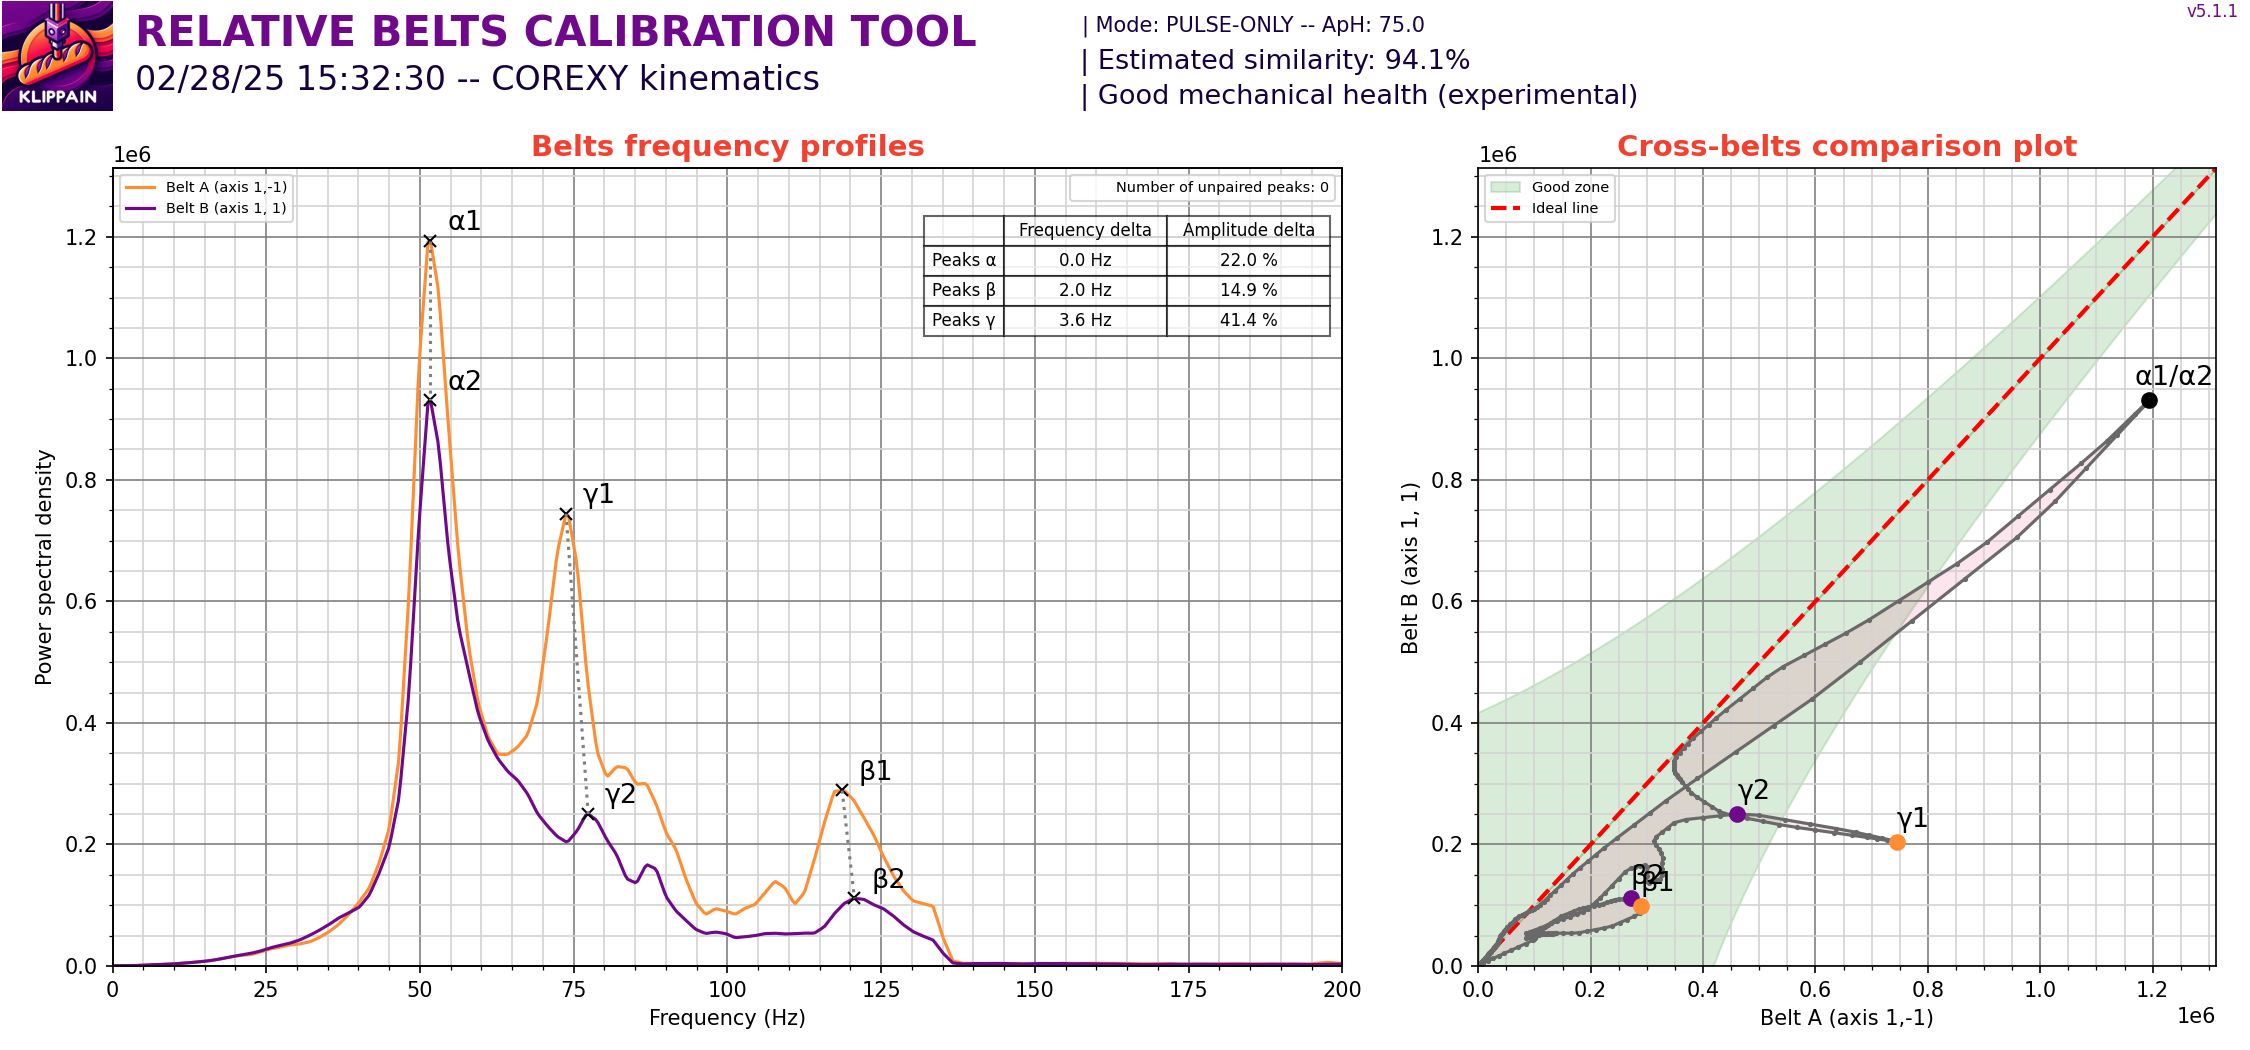 KLIPPAIN
RELATIVE BELTS CALIBRATION TOOL
02/28/25 15:32:30 -- COREXY kinematics
| Mode: PULSE-ONLY -- ApH: 75.0
| Estimated similarity: 94.1%
| Good mechanical health (experimental)
v5.1.1
Belts frequency profiles
1e6
Belt A (axis 1,-1)
Belt B (axis 1, 1)
Number of unpaired peaks: 0
Frequency delta Amplitude delta
Peaks α 0.0 Hz 22.0 %
Peaks β 2.0 Hz 14.9 %
Peaks γ 3.6 Hz 41.4 %
α1
α2
γ1
γ2
β1
β2
Power spectral density
1.2
1.0
0.8
0.6
0.4
0.2
0.0
0 25 50 75 100 125 150 175 200
Frequency (Hz)
Cross-belts comparison plot
1e6
Good zone
Ideal line
α1/α2
γ2
γ1
β2
β1
Belt B (axis 1, 1)
1.2
1.0
0.8
0.6
0.4
0.2
0.0
0.0 0.2 0.4 0.6 0.8 1.0 1.2
Belt A (axis 1,-1)
1e6